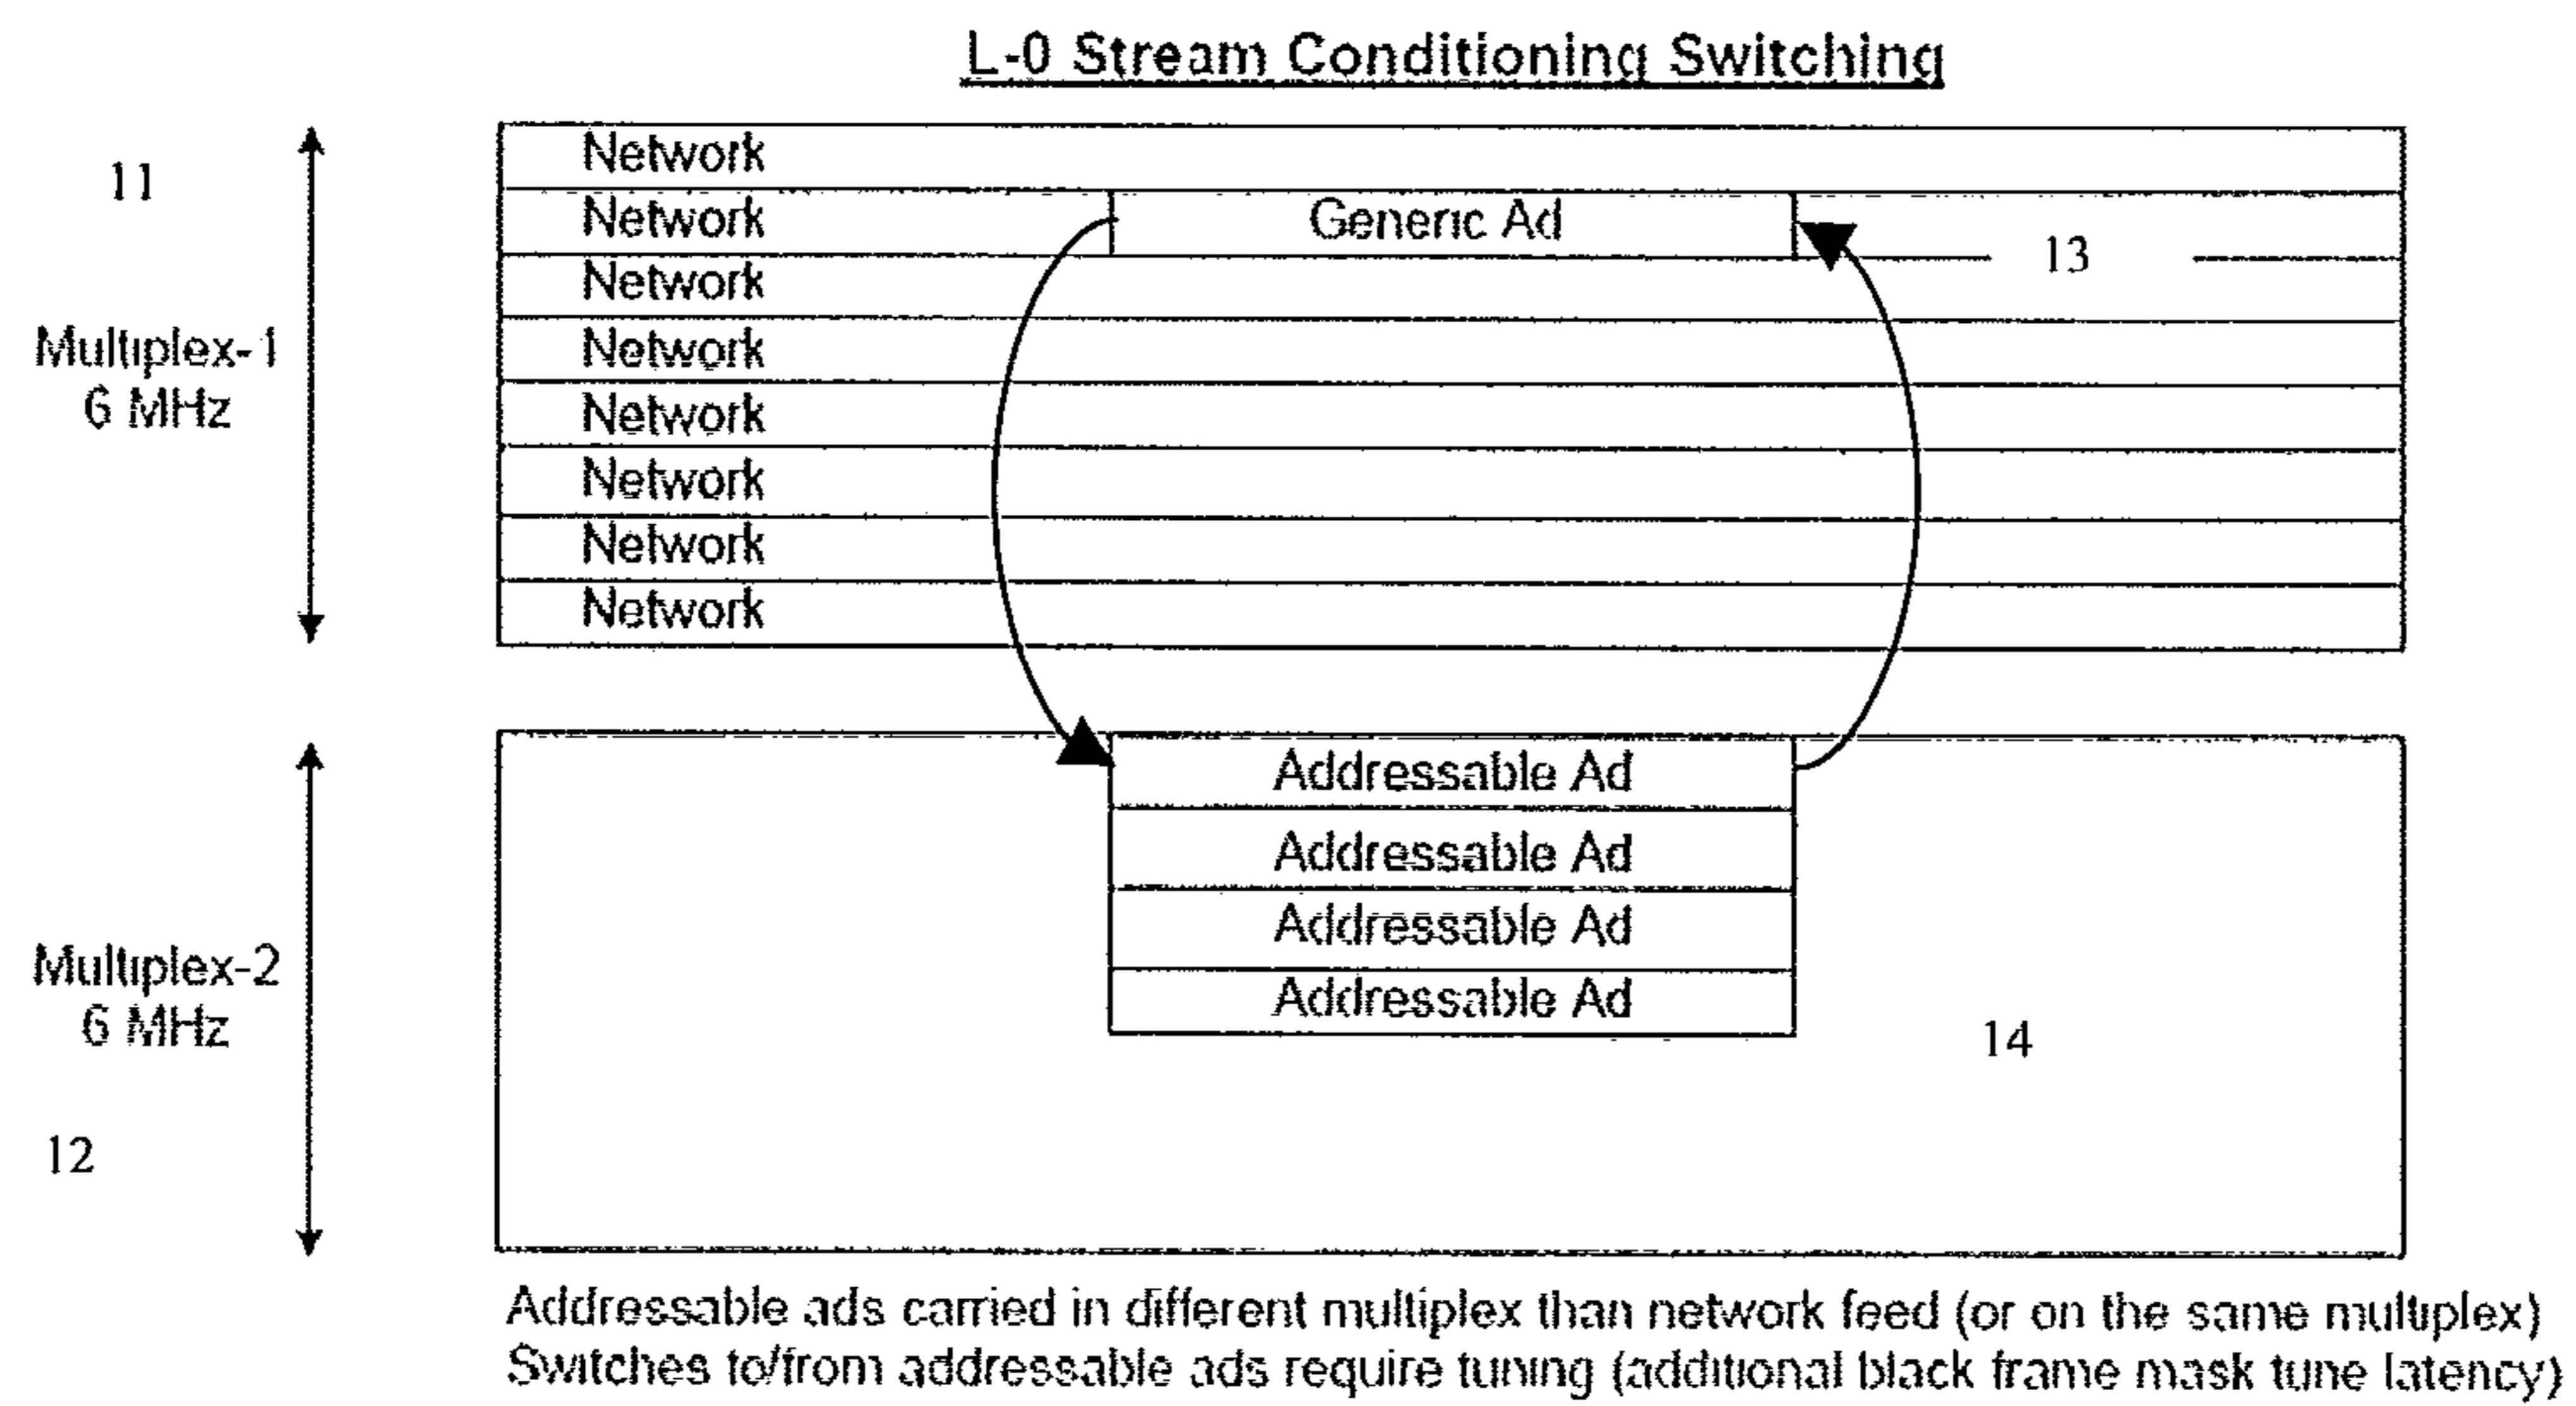 L-0 Stream Conditioning Switching
11
Multiplex-1
6 MHz
Network
Network
Generic Ad
13
Network
Network
Network
Network
Network
Network
Multiplex-2
6 MHz
12
Addressable Ad
Addressable Ad
Addressable Ad
Addressable Ad
14
Addressable ads carried in different multiplex than network feed (or on the same multiplex)
Switches to/from addressable ads require tuning (additional black frame mask tune latency)